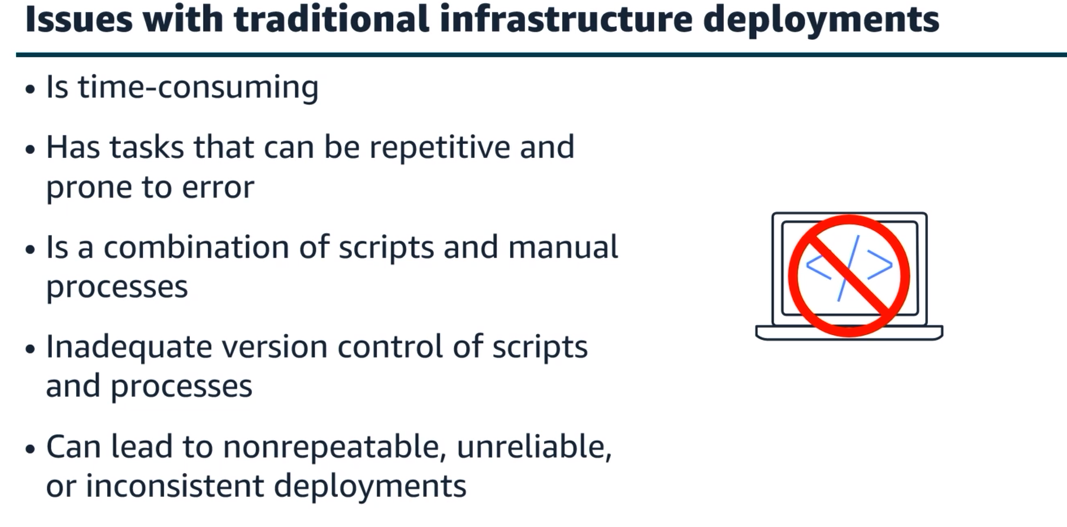 Issues with traditional infrastructure deployments
• Is time-consuming
• Has tasks that can be repetitive and
prone to error
• Is a combination of scripts and manual
processes
• Inadequate version control of scripts
and processes
• Can lead to nonrepeatable, unreliable,
or inconsistent deployments